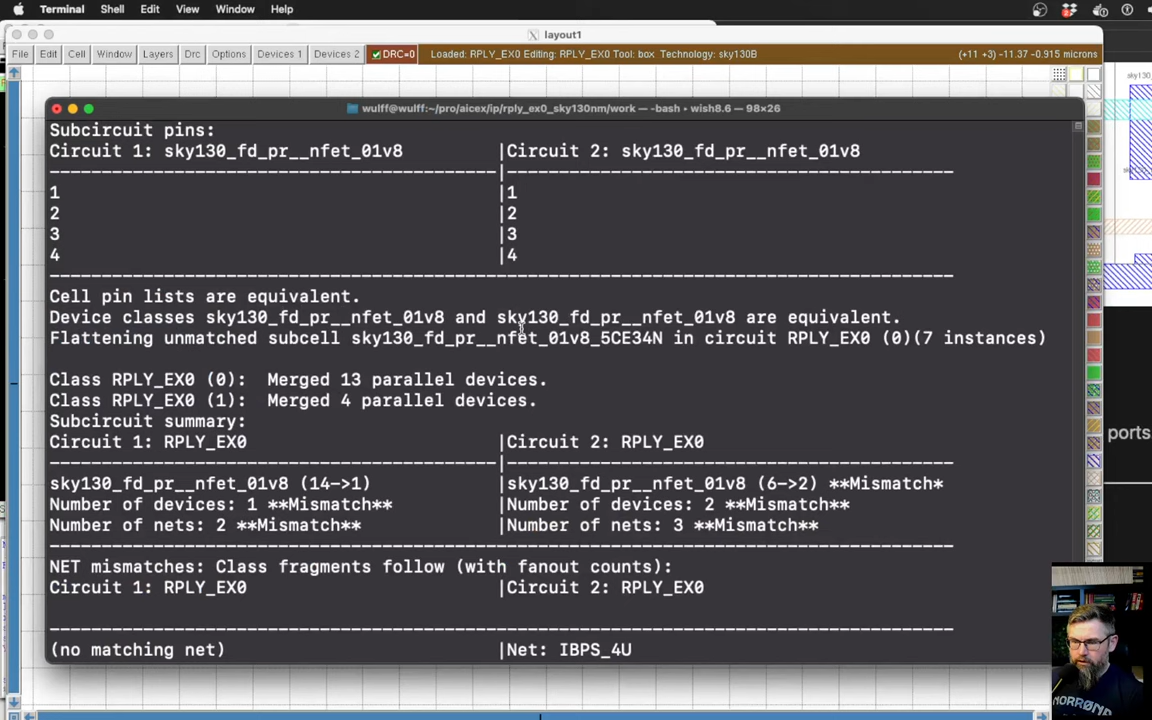 Terminal Shell Edit View Window Help
layout1
File Edit Cell Window Layers Drc Options Devices 1 Devices 2 DRC=0 Loaded: RPLY_EX0 Editing: RPLY_EX0 Tool: box Technology: sky130B (+11 +3) -11.37 -0.915 microns
wulff@wulff:~/pro/aicex/ip/rply_ex0_sky130nm/work — -bash • wish8.6 — 98×26
Subcircuit pins:
Circuit 1: sky130_fd_pr__nfet_01v8 |Circuit 2: sky130_fd_pr__nfet_01v8
-------------------------------------------|-------------------------------------------
1 |1
2 |2
3 |3
4 |4
---------------------------------------------------------------------------------------
Cell pin lists are equivalent.
Device classes sky130_fd_pr__nfet_01v8 and sky130_fd_pr__nfet_01v8 are equivalent.
Flattening unmatched subcell sky130_fd_pr__nfet_01v8_5CE34N in circuit RPLY_EX0 (0)(7 instances)
Class RPLY_EX0 (0): Merged 13 parallel devices.
Class RPLY_EX0 (1): Merged 4 parallel devices.
Subcircuit summary:
Circuit 1: RPLY_EX0 |Circuit 2: RPLY_EX0
-------------------------------------------|-------------------------------------------
sky130_fd_pr__nfet_01v8 (14->1) |sky130_fd_pr__nfet_01v8 (6->2) **Mismatch*
Number of devices: 1 **Mismatch** |Number of devices: 2 **Mismatch**
Number of nets: 2 **Mismatch** |Number of nets: 3 **Mismatch**
---------------------------------------------------------------------------------------
NET mismatches: Class fragments follow (with fanout counts):
Circuit 1: RPLY_EX0 |Circuit 2: RPLY_EX0
---------------------------------------------------------------------------------------
(no matching net) |Net: IBPS_4U
ports
NORRØNA